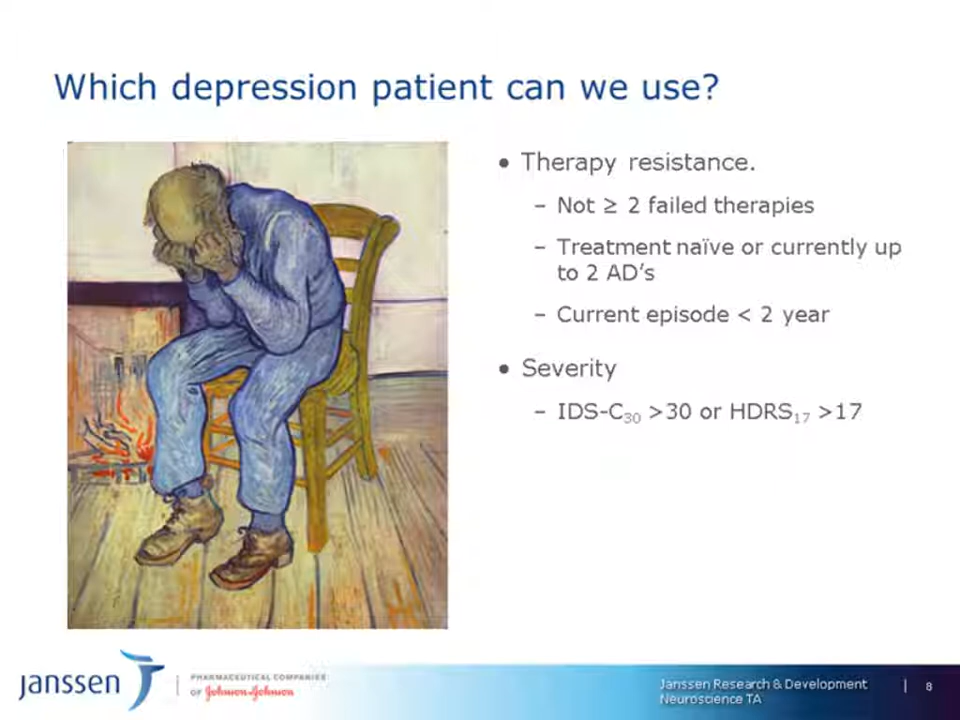 Which depression patient can we use?
• Therapy resistance.
– Not ≥ 2 failed therapies
– Treatment naïve or currently up
to 2 AD's
– Current episode < 2 year
• Severity
– IDS-C30 >30 or HDRS17 >17
janssen
PHARMACEUTICAL COMPANIES
OF Johnson&Johnson
Janssen Research & Development
Neuroscience TA
8